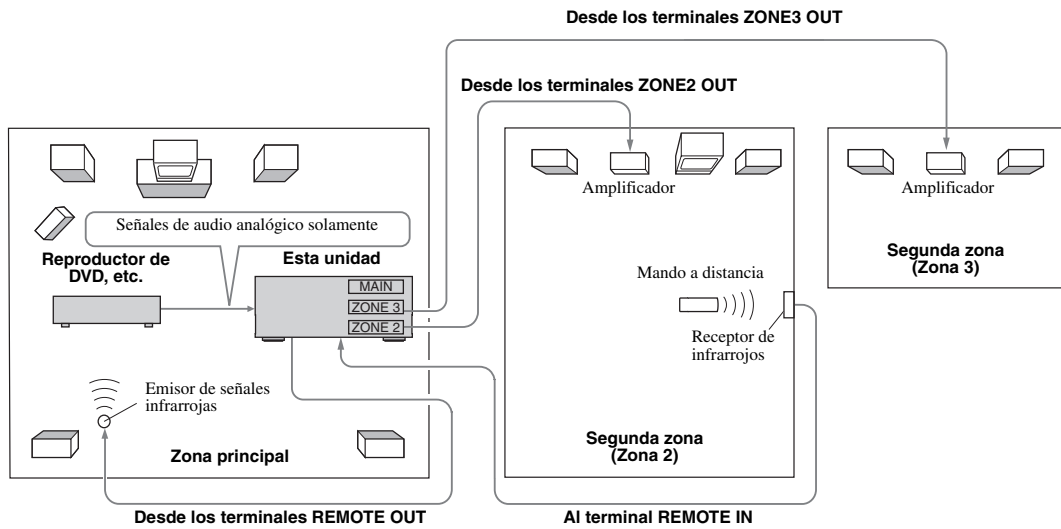 Desde los terminales ZONE3 OUT
Desde los terminales ZONE2 OUT
Amplificador
Amplificador
Señales de audio analógico solamente
Reproductor de
DVD, etc.
Esta unidad
MAIN
ZONE 3
ZONE 2
Segunda zona
(Zona 3)
Mando a distancia
Receptor de
infrarrojos
Emisor de señales
infrarrojas
Segunda zona
(Zona 2)
Zona principal
Desde los terminales REMOTE OUT
Al terminal REMOTE IN